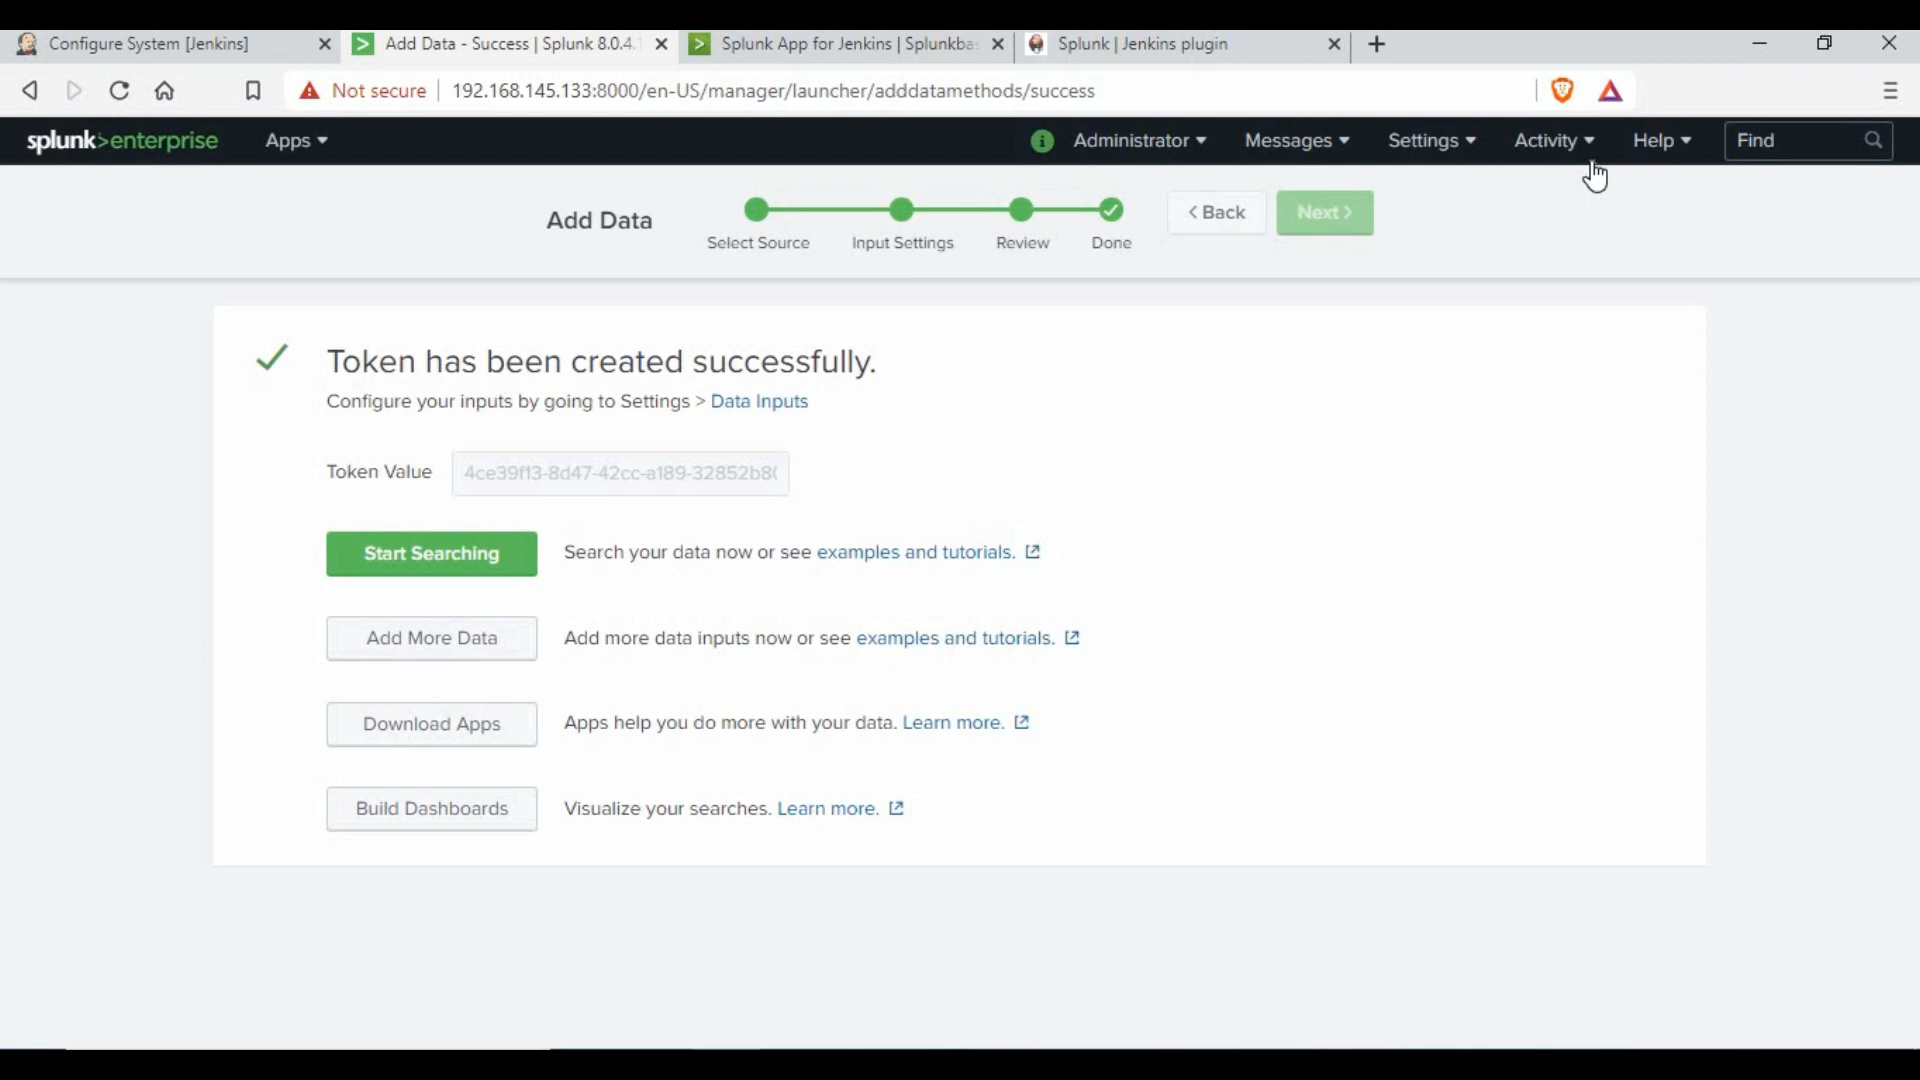 Configure System [Jenkins]
Add Data - Success | Splunk 8.0.4.1
Splunk App for Jenkins | Splunkba
Splunk | Jenkins plugin
Not secure
192.168.145.133:8000/en-US/manager/launcher/adddatamethods/success
splunk>enterprise
Apps
Administrator
Messages
Settings
Activity
Help
Find
Add Data
Select Source
Input Settings
Review
Done
< Back
Next >
Token has been created successfully.
Configure your inputs by going to Settings > Data Inputs
Token Value
4ce39f13-8d47-42cc-a189-32852b8(
Start Searching
Search your data now or see examples and tutorials.
Add More Data
Add more data inputs now or see examples and tutorials.
Download Apps
Apps help you do more with your data. Learn more.
Build Dashboards
Visualize your searches. Learn more.